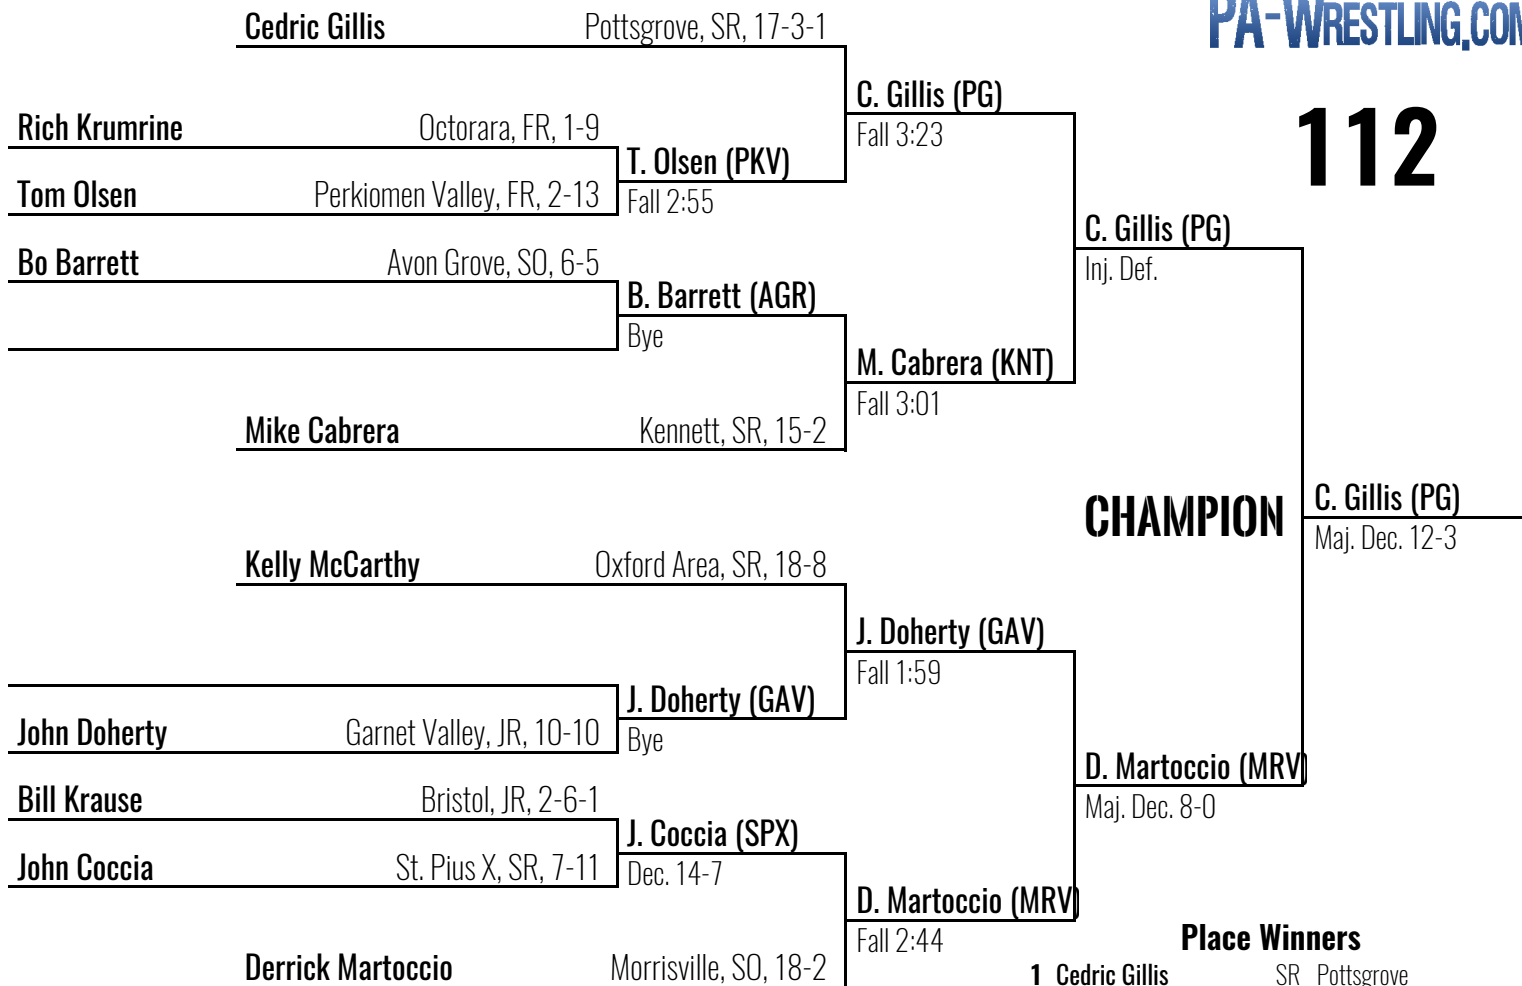 PA-WRESTLING.COM
Cedric Gillis Pottsgrove, SR, 17-3-1
C. Gillis (PG)
Fall 3:23
112
Rich Krumrine Octorara, FR, 1-9
T. Olsen (PKV)
Fall 2:55
Tom Olsen Perkiomen Valley, FR, 2-13
C. Gillis (PG)
Inj. Def.
Bo Barrett Avon Grove, SO, 6-5
B. Barrett (AGR)
Bye
M. Cabrera (KNT)
Fall 3:01
Mike Cabrera Kennett, SR, 15-2
CHAMPION
C. Gillis (PG)
Maj. Dec. 12-3
Kelly McCarthy Oxford Area, SR, 18-8
J. Doherty (GAV)
Fall 1:59
J. Doherty (GAV)
Bye
John Doherty Garnet Valley, JR, 10-10
D. Martoccio (MRV)
Maj. Dec. 8-0
Bill Krause Bristol, JR, 2-6-1
J. Coccia (SPX)
Dec. 14-7
John Coccia St. Pius X, SR, 7-11
D. Martoccio (MRV)
Fall 2:44
Derrick Martoccio Morrisville, SO, 18-2
Place Winners
1 Cedric Gillis SR Pottsgrove